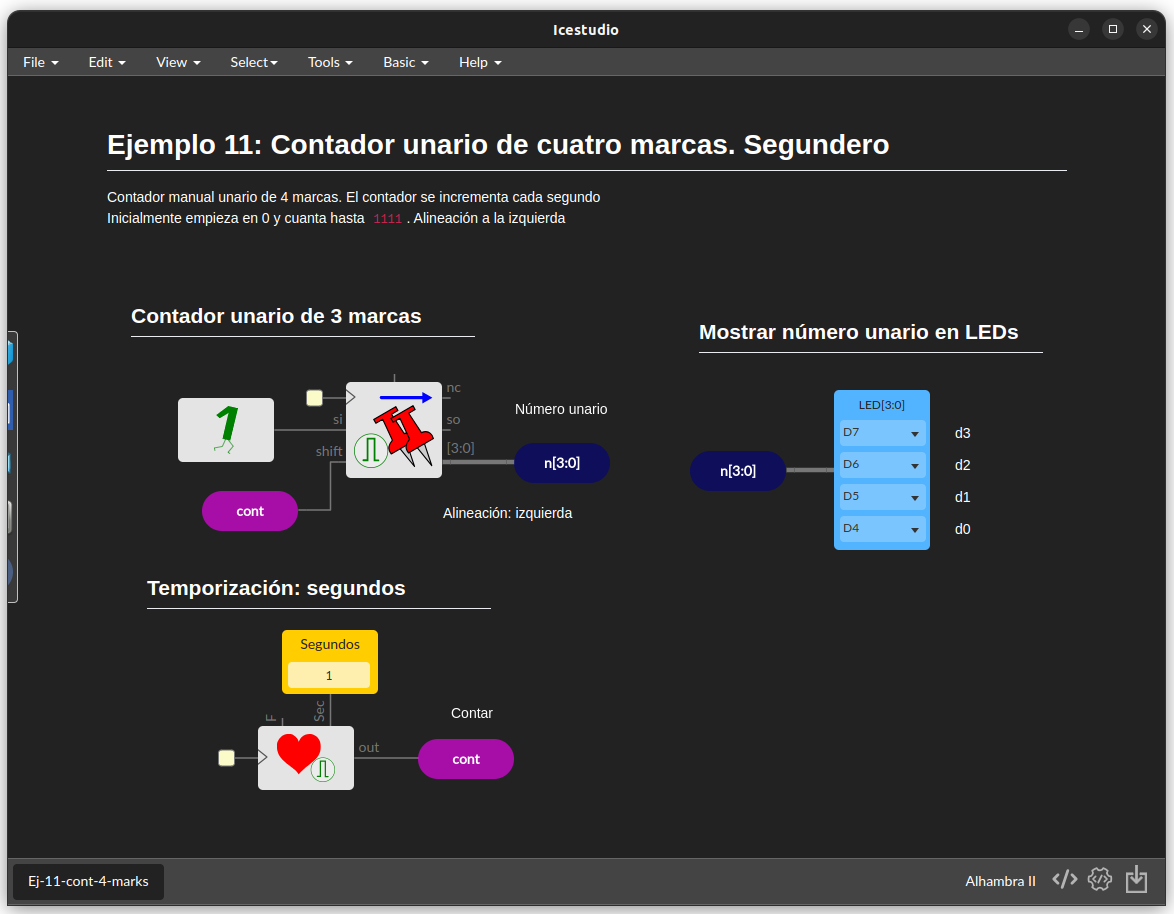 Icestudio
File Edit View Select Tools Basic Help
Ejemplo 11: Contador unario de cuatro marcas. Segundero
Contador manual unario de 4 marcas. El contador se incrementa cada segundo
Inicialmente empieza en 0 y cuanta hasta 1111 . Alineación a la izquierda
Contador unario de 3 marcas
1
si
shift
nc
so
[3:0]
Número unario
n[3:0]
cont
Alineación: izquierda
Mostrar número unario en LEDs
n[3:0]
LED[3:0]
D7 d3
D6 d2
D5 d1
D4 d0
Temporización: segundos
Segundos
1
F
Sec
out
Contar
cont
Ej-11-cont-4-marks
Alhambra II